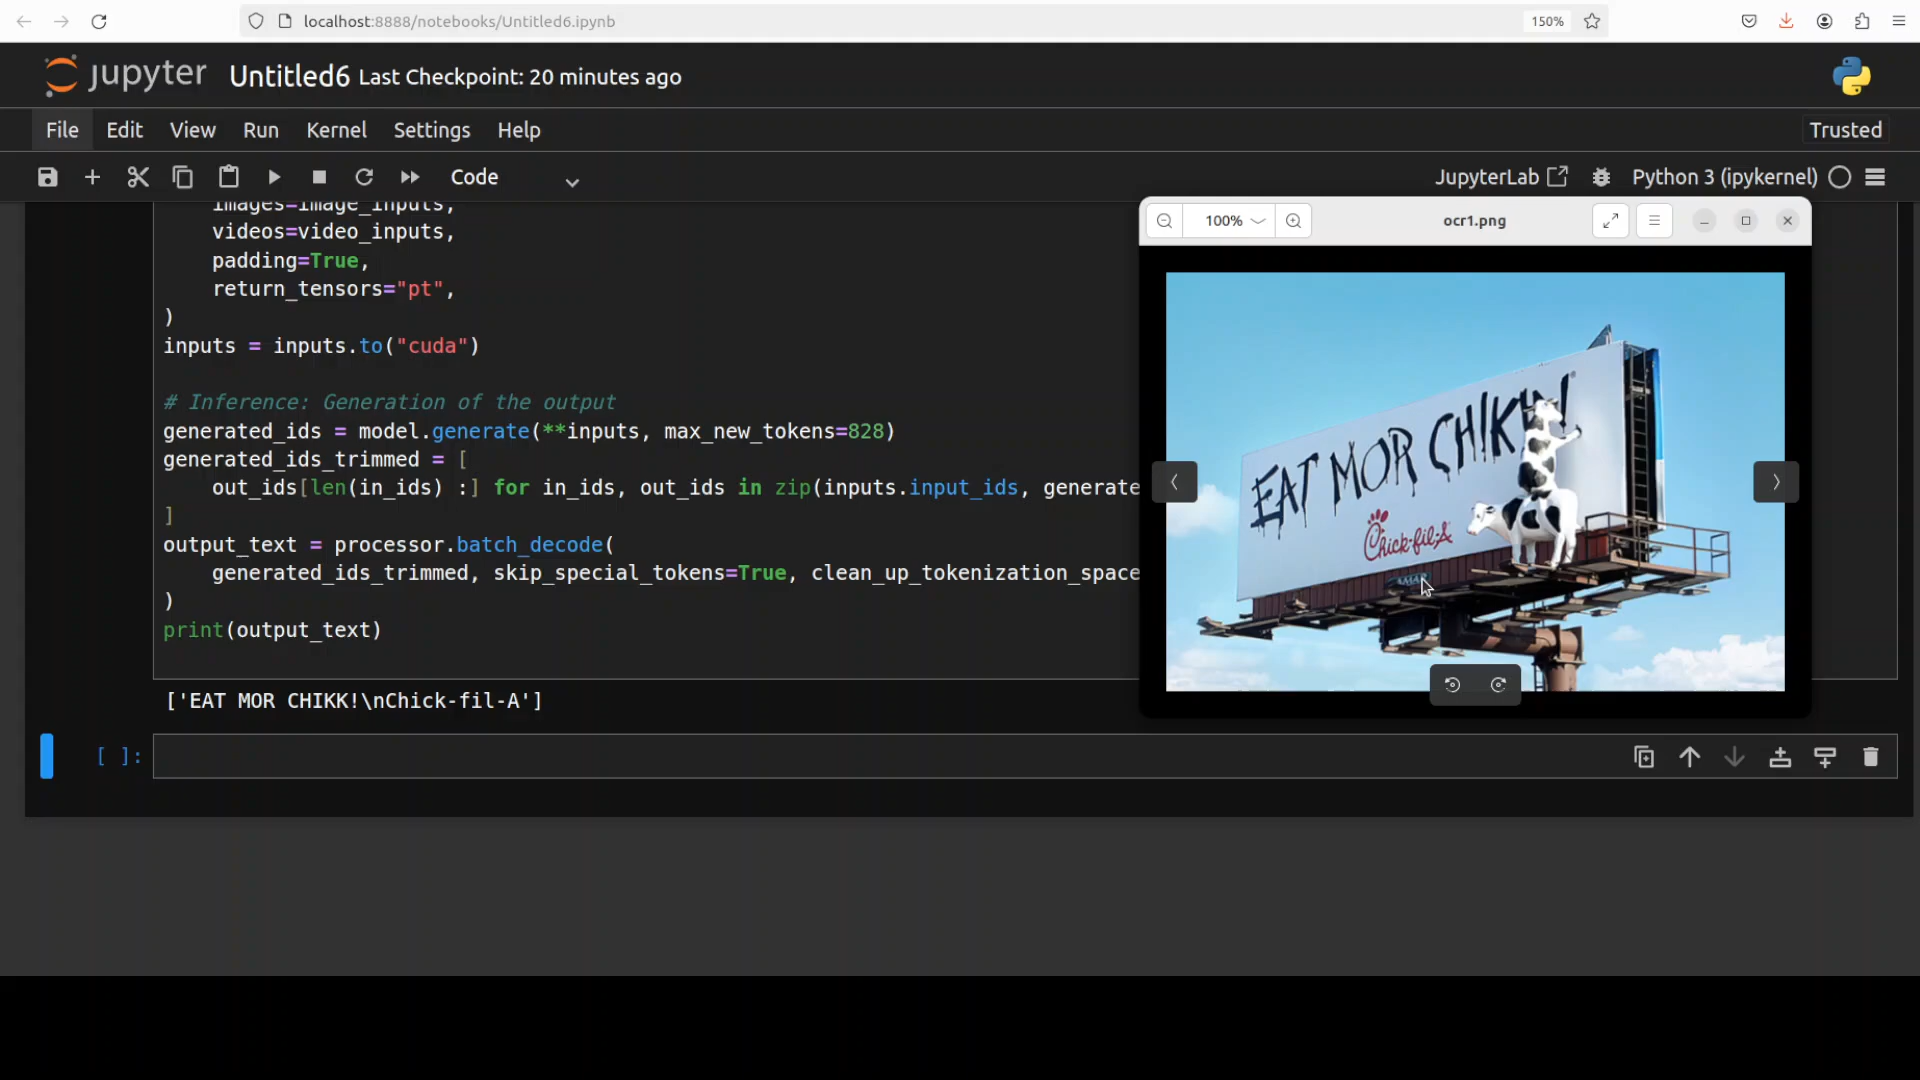 localhost:8888/notebooks/Untitled6.ipynb
150%
jupyter Untitled6 Last Checkpoint: 20 minutes ago
File Edit View Run Kernel Settings Help
Trusted
Code
JupyterLab
Python 3 (ipykernel)
images=image_inputs,
videos=video_inputs,
padding=True,
return_tensors="pt",
)
inputs = inputs.to("cuda")
# Inference: Generation of the output
generated_ids = model.generate(**inputs, max_new_tokens=828)
generated_ids_trimmed = [
out_ids[len(in_ids) :] for in_ids, out_ids in zip(inputs.input_ids, generate
]
output_text = processor.batch_decode(
generated_ids_trimmed, skip_special_tokens=True, clean_up_tokenization_space
)
print(output_text)
['EAT MOR CHIKK!\nChick-fil-A']
[ ]:
100%
ocr1.png
EAT MOR CHIKIN
Chick-fil-A